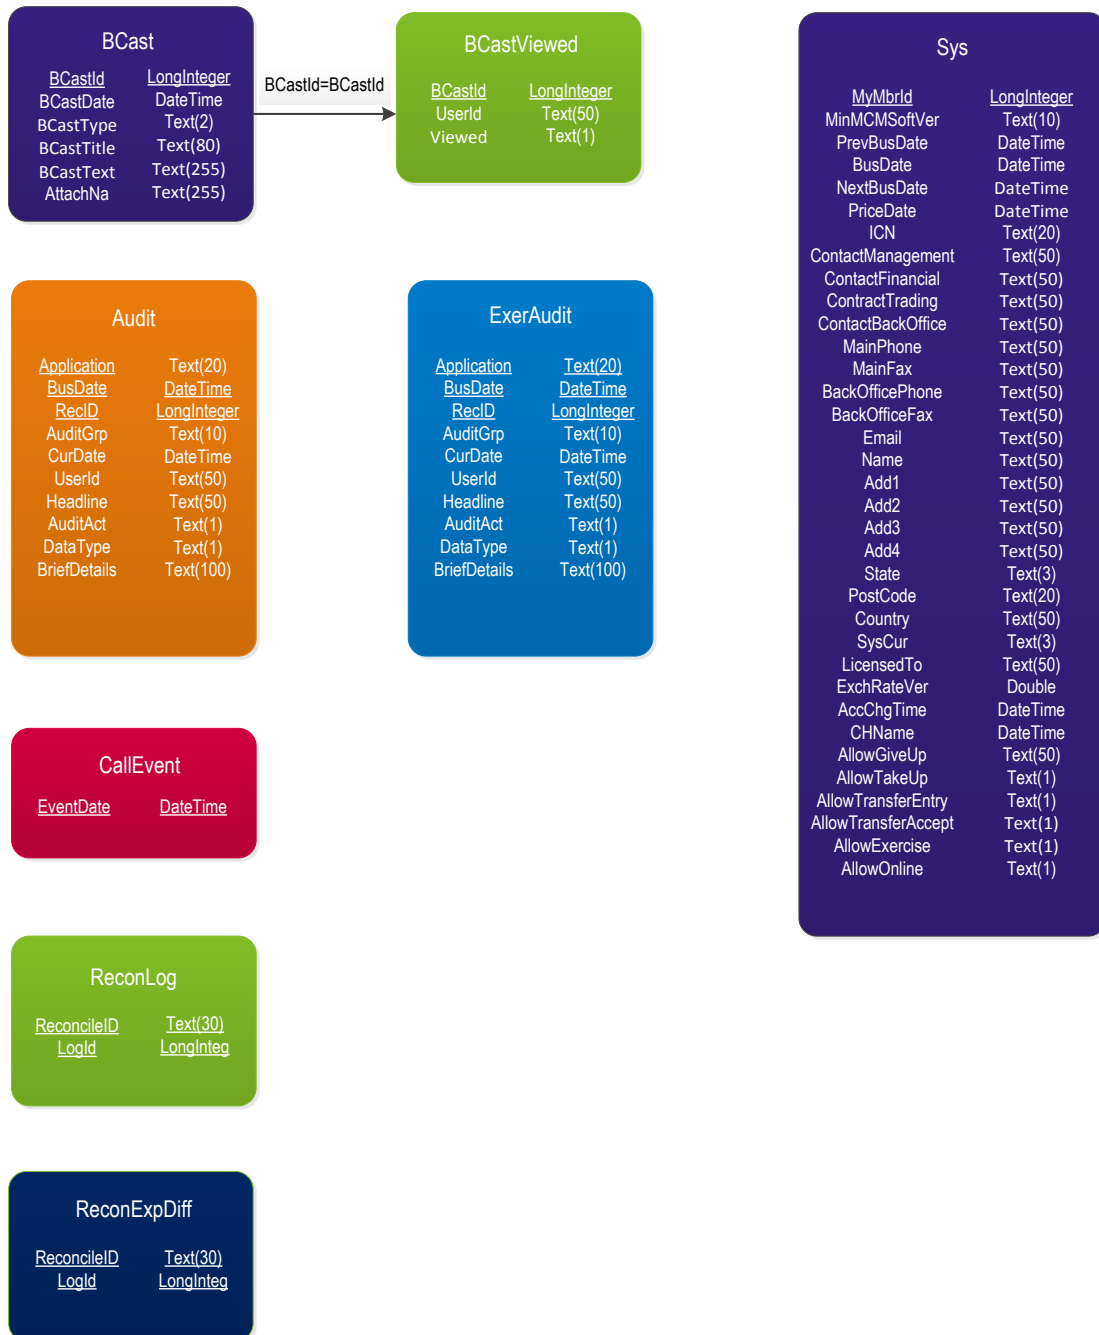 BCast
BCastId LongInteger
BCastDate DateTime
BCastType Text(2)
BCastTitle Text(80)
BCastText Text(255)
AttachNa Text(255)
BCastId=BCastId
BCastViewed
BCastId LongInteger
UserId Text(50)
Viewed Text(1)
Sys
MyMbrId LongInteger
MinMCMSoftVer Text(10)
PrevBusDate DateTime
BusDate DateTime
NextBusDate DateTime
PriceDate DateTime
ICN Text(20)
ContactManagement Text(50)
ContactFinancial Text(50)
ContractTrading Text(50)
ContactBackOffice Text(50)
MainPhone Text(50)
MainFax Text(50)
BackOfficePhone Text(50)
BackOfficeFax Text(50)
Email Text(50)
Name Text(50)
Add1 Text(50)
Add2 Text(50)
Add3 Text(50)
Add4 Text(50)
State Text(3)
PostCode Text(20)
Country Text(50)
SysCur Text(3)
LicensedTo Text(50)
ExchRateVer Double
AccChgTime DateTime
CHName DateTime
AllowGiveUp Text(50)
AllowTakeUp Text(1)
AllowTransferEntry Text(1)
AllowTransferAccept Text(1)
AllowExercise Text(1)
AllowOnline Text(1)
Audit
Application Text(20)
BusDate DateTime
RecID LongInteger
AuditGrp Text(10)
CurDate DateTime
UserId Text(50)
Headline Text(50)
AuditAct Text(1)
DataType Text(1)
BriefDetails Text(100)
ExerAudit
Application Text(20)
BusDate DateTime
RecID LongInteger
AuditGrp Text(10)
CurDate DateTime
UserId Text(50)
Headline Text(50)
AuditAct Text(1)
DataType Text(1)
BriefDetails Text(100)
CallEvent
EventDate DateTime
ReconLog
ReconcileID Text(30)
LogId LongInteg
ReconExpDiff
ReconcileID Text(30)
LogId LongInteg